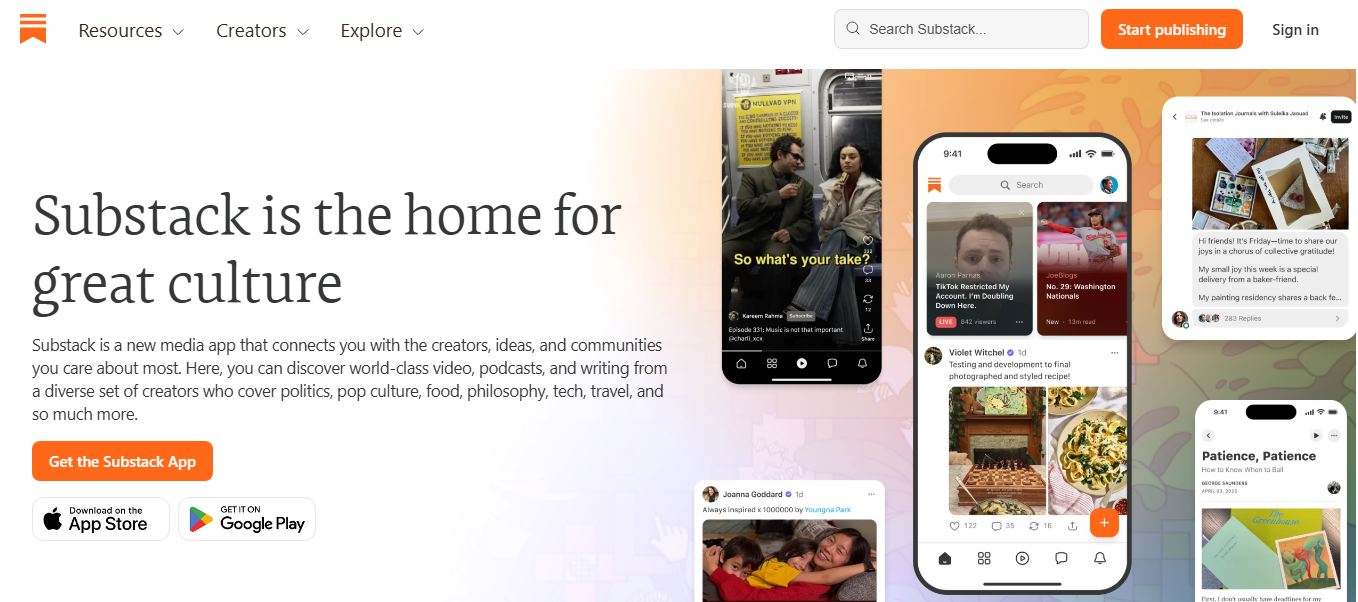 Resources
Creators
Explore
Search Substack...
Start publishing
Sign in
Substack is the home for
great culture
Substack is a new media app that connects you with the creators, ideas, and communities
you care about most. Here, you can discover world-class video, podcasts, and writing from
a diverse set of creators who cover politics, pop culture, food, philosophy, tech, travel, and
so much more.
Get the Substack App
Download on the
App Store
GET IT ON
Google Play
MULLVAD VPN
So what's your take?
333
33
12
Share
Kareem Rahma
Subscribe
Episode 331: Music is not that important
@charli_xcx
Joanna Goddard
1d
Always inspired x 1000000 by Youngna Park
9:41
Search
Aaron Parnas
TikTok Restricted My
Account. I'm Doubling
Down Here.
LIVE
842 viewers
JoeBlogs
No. 29: Washington
Nationals
New · 13m read
Violet Witchel
1d
Testing and development to final
photographed and styled recipe!
122
35
16
The Isolation Journals with Suleika Jaouad
See details
Invite
Hi friends! It's Friday—time to share our
joys in a chorus of collective gratitude!
My small joy this week is a special
delivery from a baker-friend.
My painting residency shares a back fe...
283 Replies
9:41
Patience, Patience
How to Know When to Bail
GEORGE SAUNDERS
APRIL 03, 2025
The
Greenhouse
First, I don't usually have deadlines for my